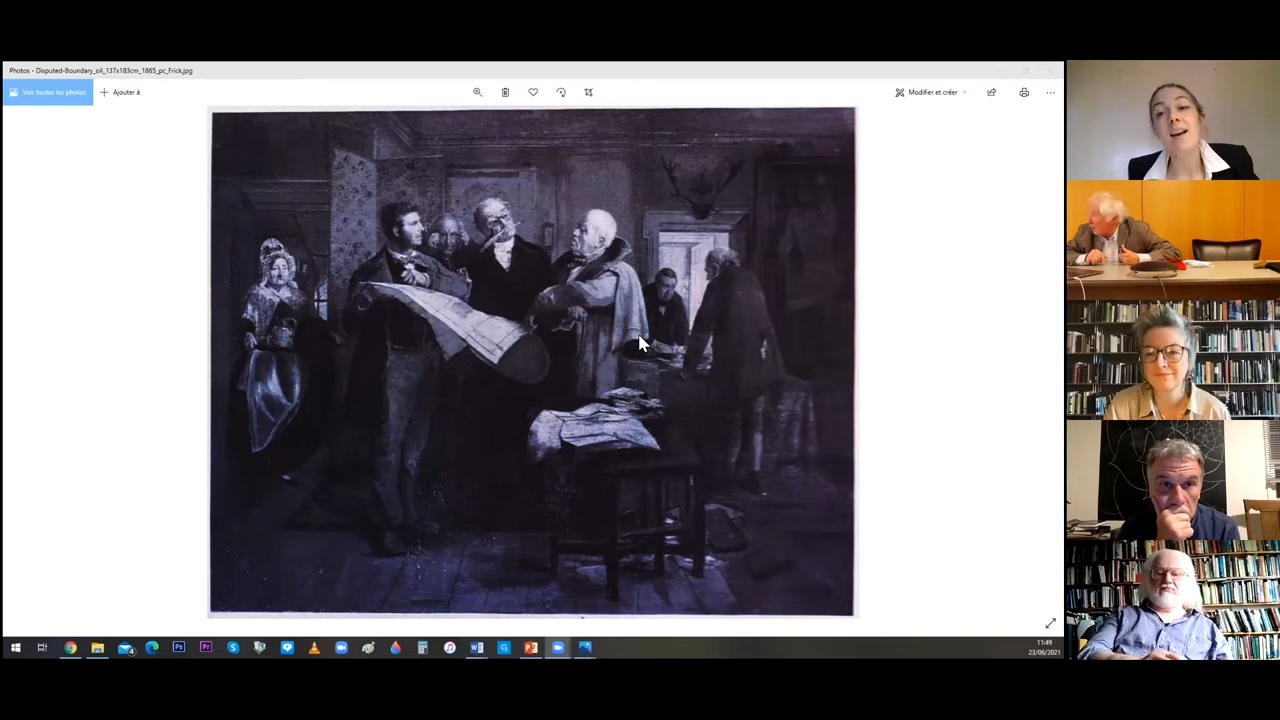 Photos - Disputed-Boundary_oil_137x183cm_1865_pc_Frick.jpg
Voir toutes les photos
Ajouter à
Modifier et créer
11:49
23/06/2021